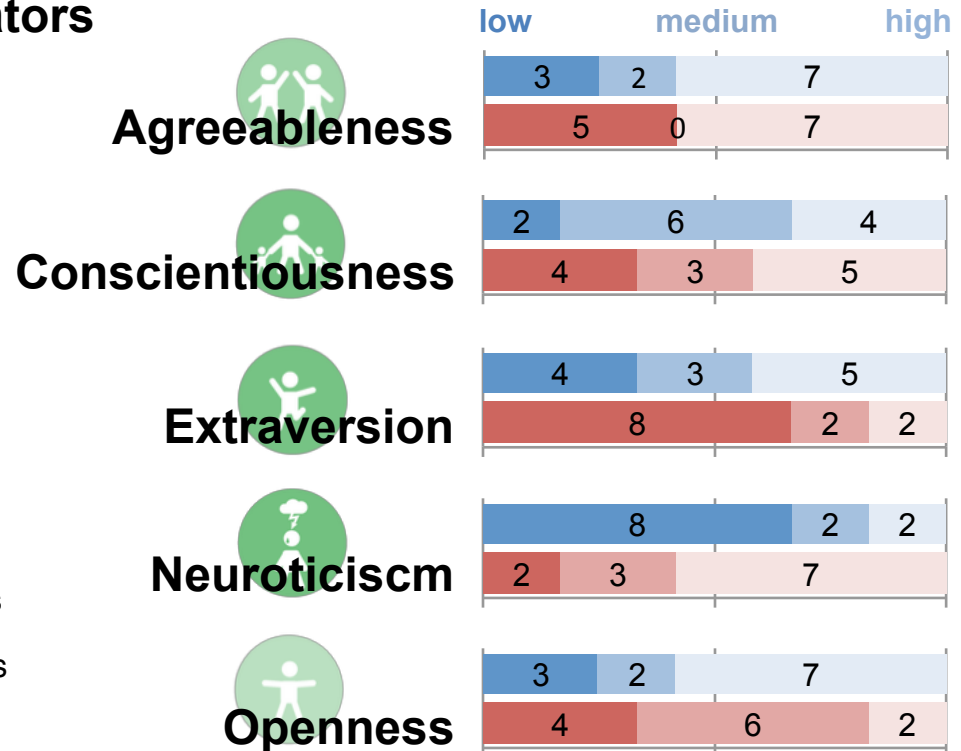 low medium high
3 2 7
Agreeableness
5 0 7
2 6 4
Conscientiousness
4 3 5
4 3 5
Extraversion
8 2 2
8 2 2
Neuroticiscm
2 3 7
3 2 7
Openness
4 6 2